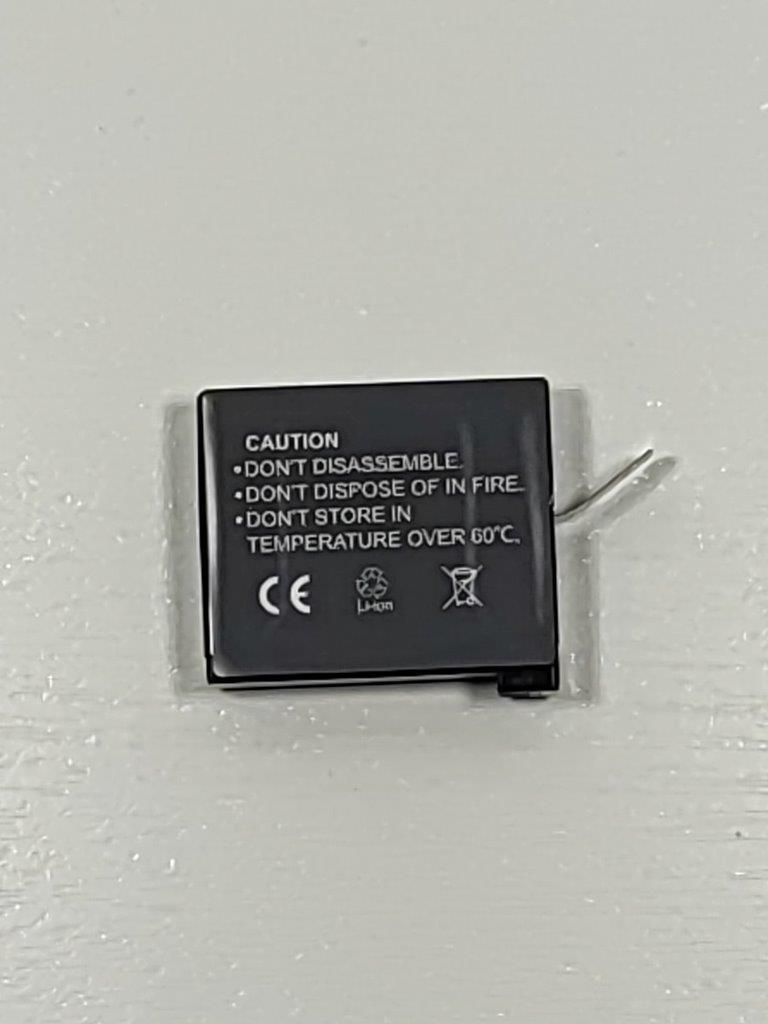 CAUTION
•DON'T DISASSEMBLE.
•DON'T DISPOSE OF IN FIRE.
•DON'T STORE IN
TEMPERATURE OVER 60°C.
CE
Li-ion